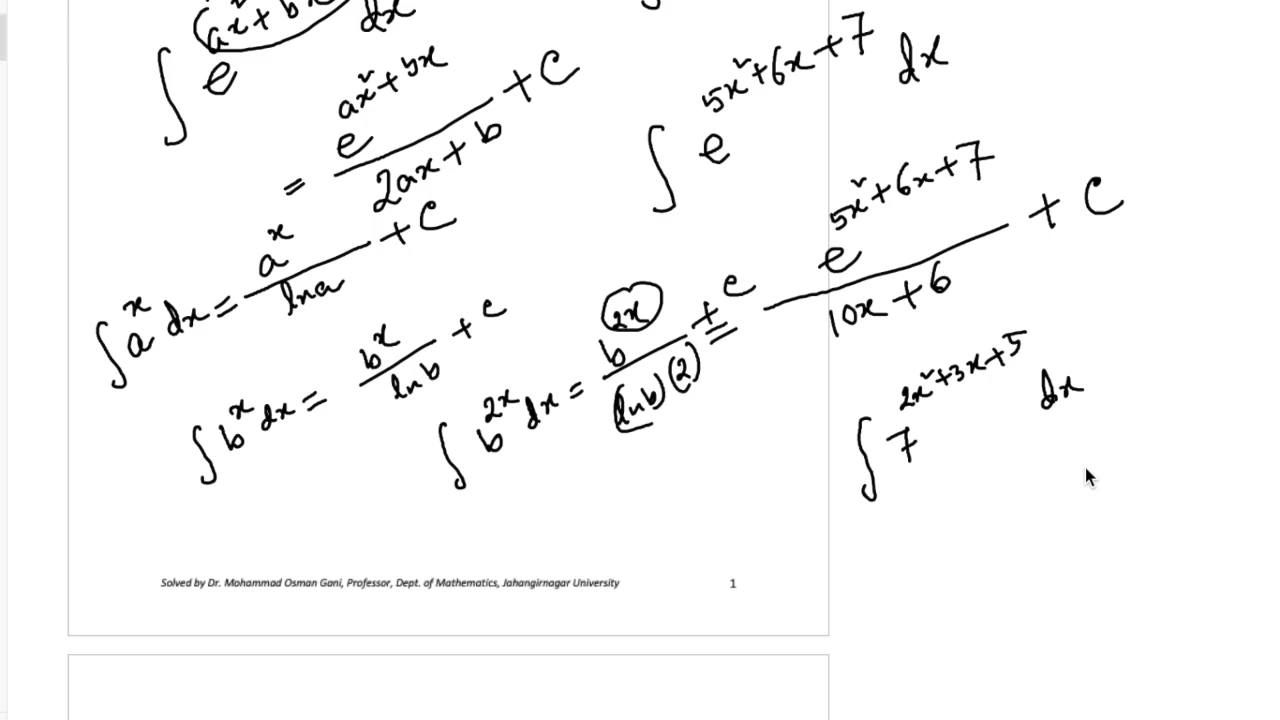 ∫ e^(ax²+bx) dx
= e^(ax²+bx) / (2ax+b) + C
∫ a^x dx = a^x / ln a + C
∫ b^x dx = b^x / ln b + c
∫ b^2x dx = b^2x / (ln b)(2) + c
∫ e^(5x²+6x+7) dx
= e^(5x²+6x+7) / (10x+6) + C
∫ 7^(2x²+3x+5) dx
Solved by Dr. Mohammad Osman Gani, Professor, Dept. of Mathematics, Jahangirnagar University 1